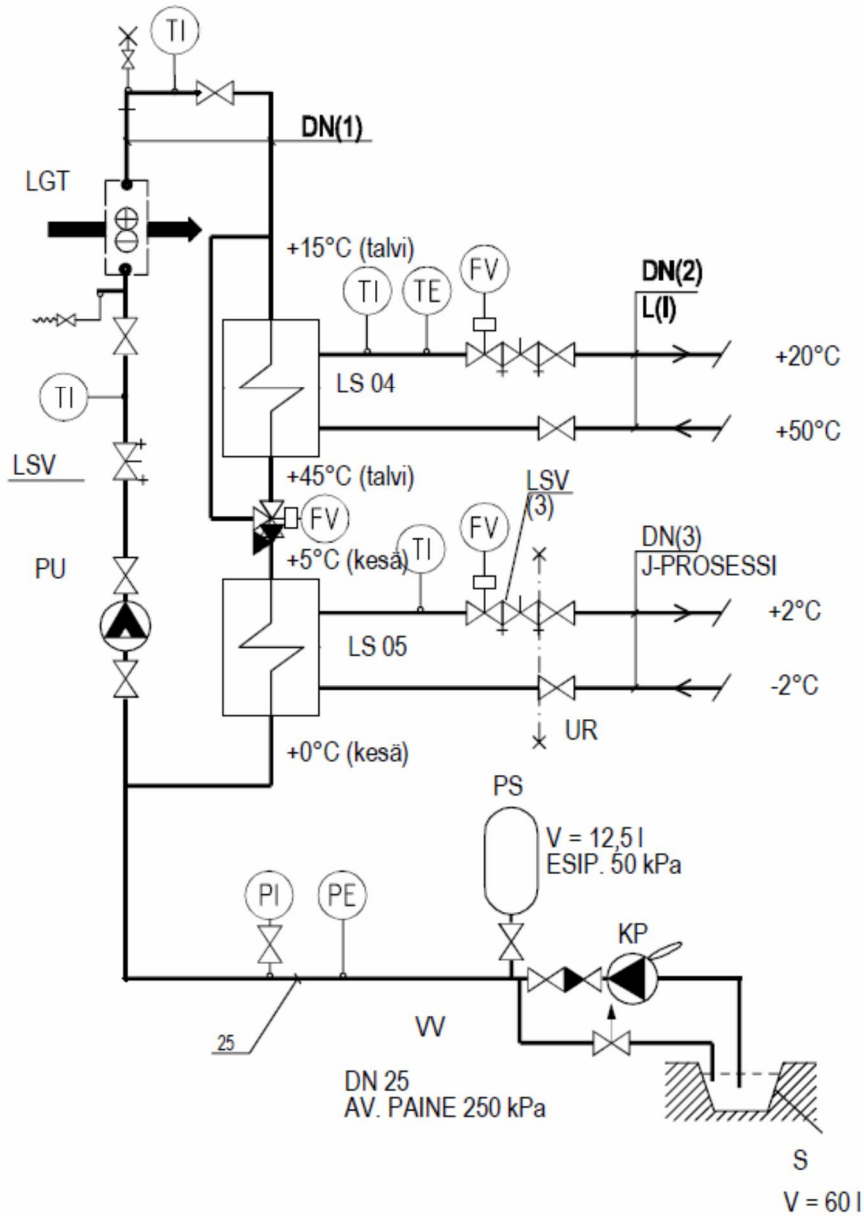 TI
DN(1)
LGT
+15°C (talvi)
TI
TE
FV
DN(2)
L(I)
+20°C
LS 04
TI
+50°C
LSV
+45°C (talvi)
FV
LSV
(3)
FV
PU
+5°C (kesä)
TI
DN(3)
J-PROSESSI
+2°C
LS 05
-2°C
UR
+0°C (kesä)
PS
V = 12,5 l
ESIP. 50 kPa
PI
PE
KP
25
VV
DN 25
AV. PAINE 250 kPa
S
V = 60 l